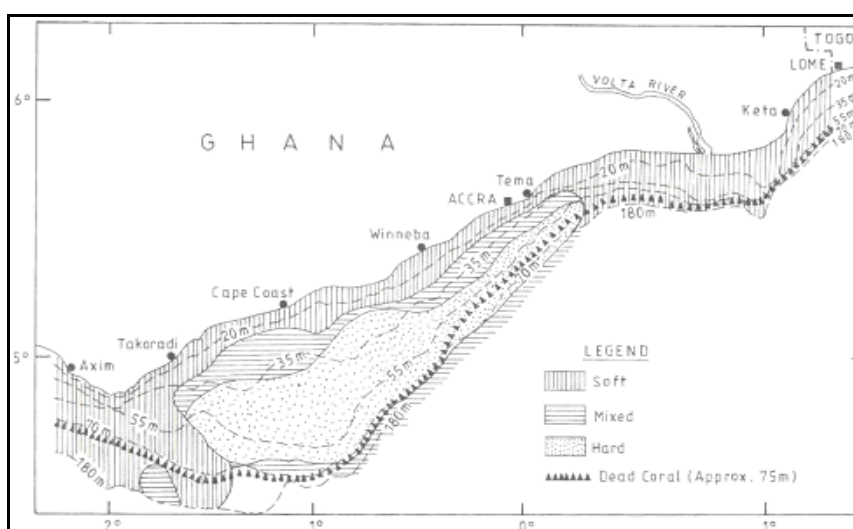 TOGO
LOME
VOLTA RIVER
Keta
6°
GHANA
Tema
ACCRA
Winneba
Cape Coast
Takoradi
Axim
5°
20m
35m
55m
180m
20m
180m
35m
70m
20m
35m
55m
180m
55m
70m
180m
LEGEND
Soft
Mixed
Hard
Dead Coral (Approx. 75m)
2°
1°
0°
1°